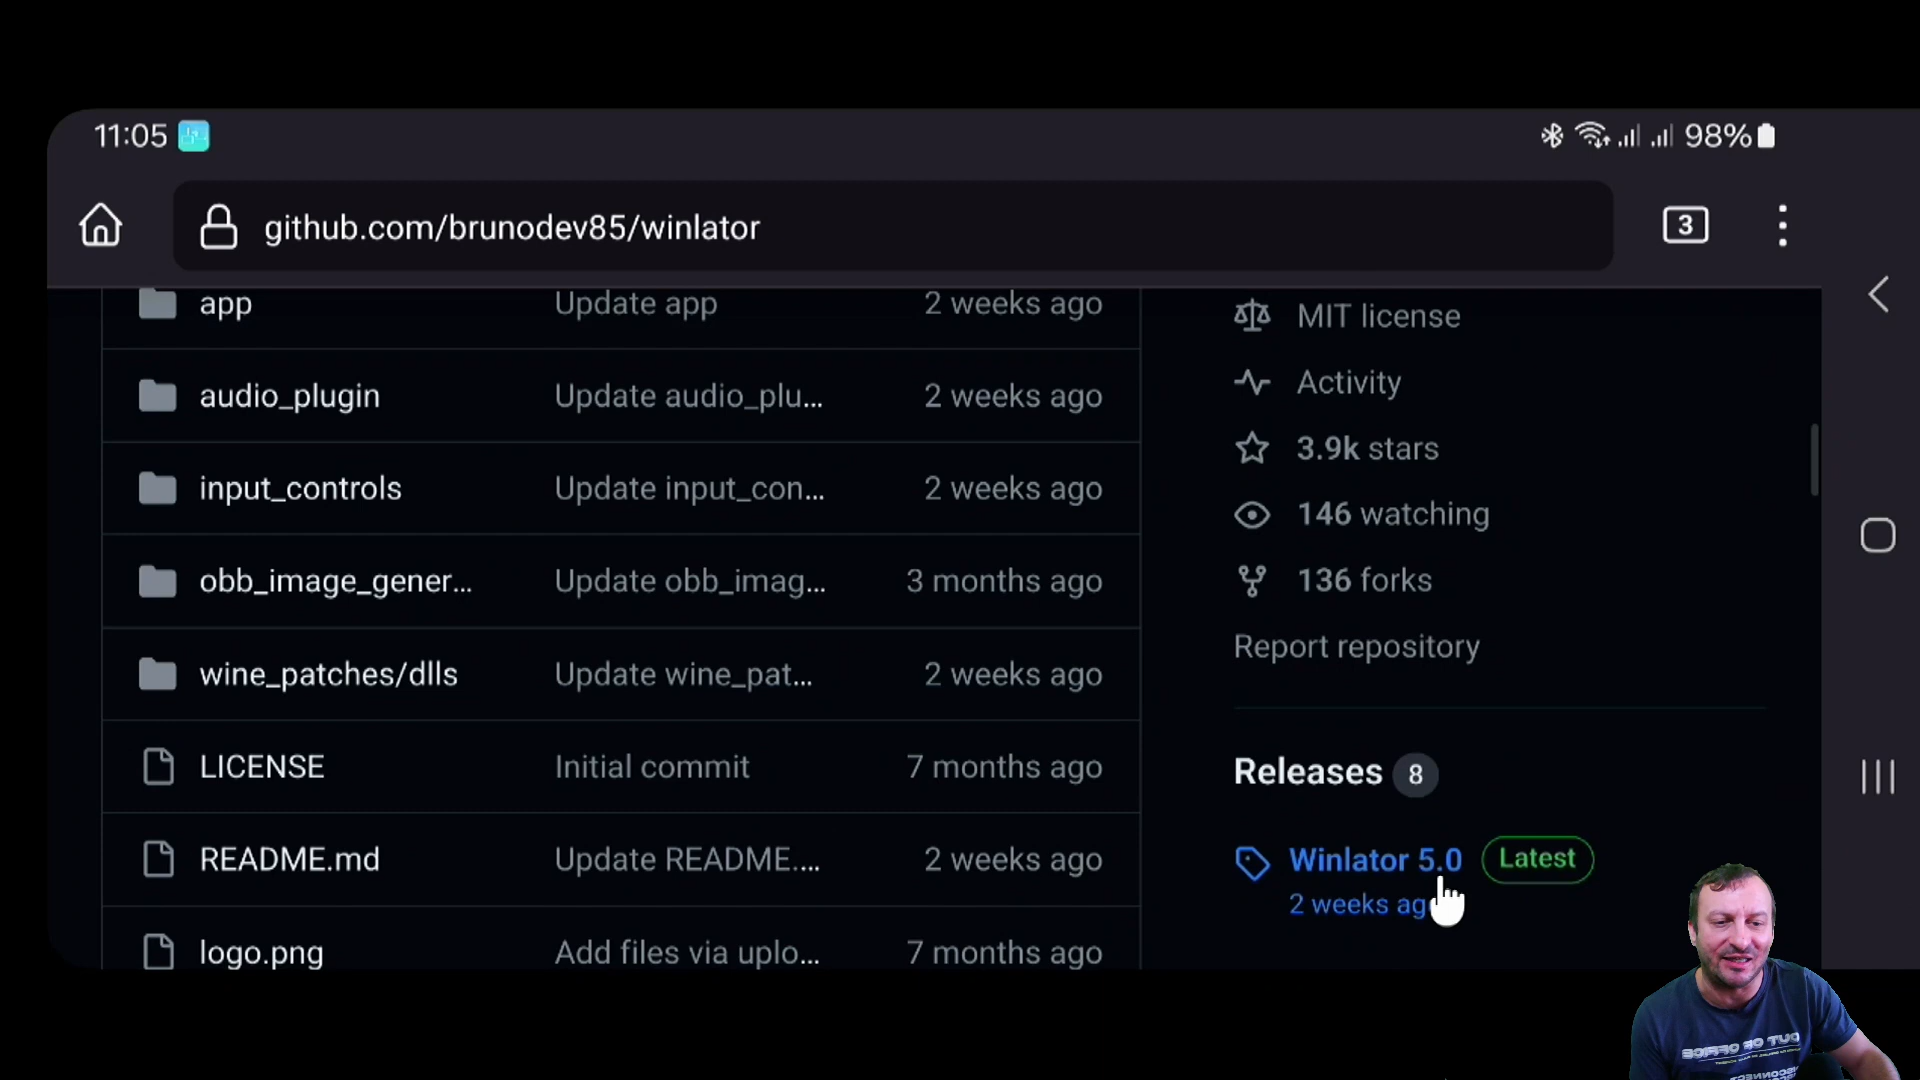 11:05
98%
github.com/brunodev85/winlator
3
app Update app 2 weeks ago
audio_plugin Update audio_plu... 2 weeks ago
input_controls Update input_con... 2 weeks ago
obb_image_gener... Update obb_imag... 3 months ago
wine_patches/dlls Update wine_pat... 2 weeks ago
LICENSE Initial commit 7 months ago
README.md Update README.... 2 weeks ago
logo.png Add files via uplo... 7 months ago
MIT license
Activity
3.9k stars
146 watching
136 forks
Report repository
Releases 8
Winlator 5.0 Latest
2 weeks ag
OUT OF OFFICE